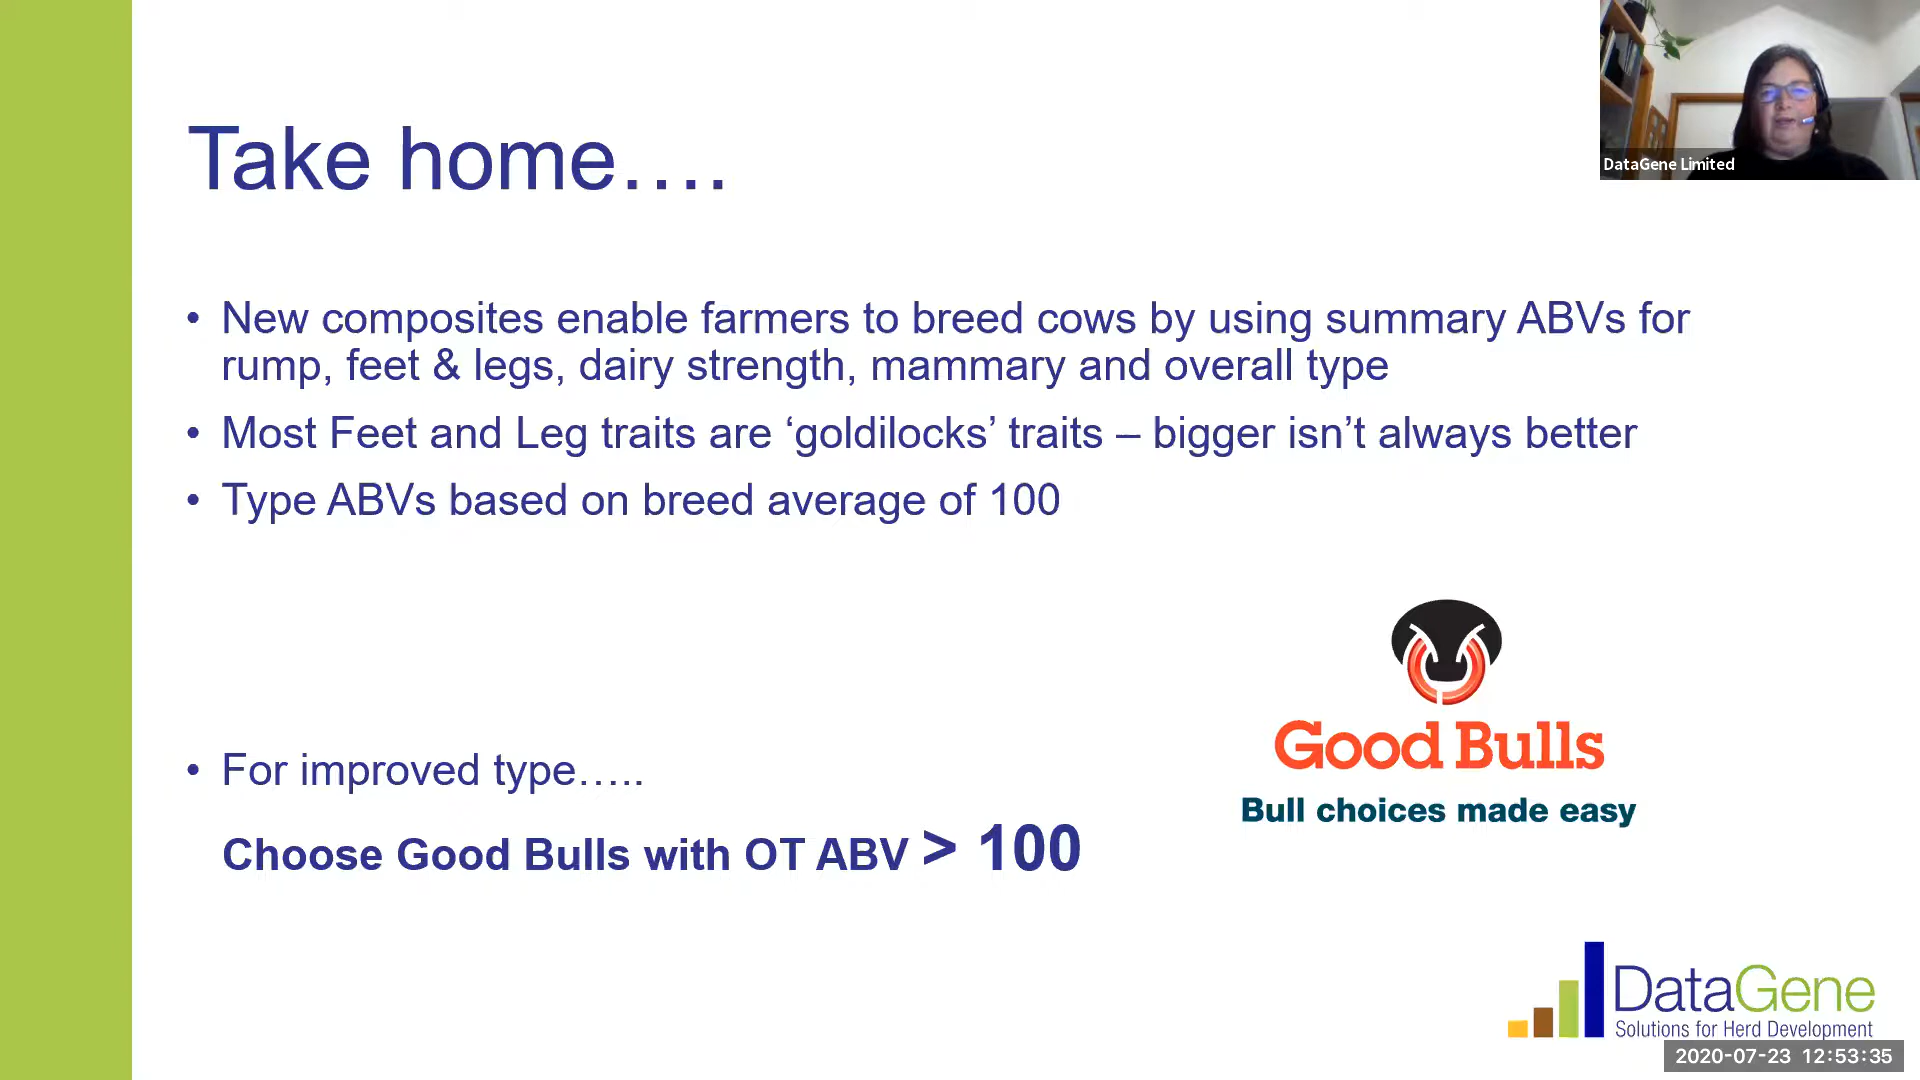 Take home….
DataGene Limited
• New composites enable farmers to breed cows by using summary ABVs for
rump, feet & legs, dairy strength, mammary and overall type
• Most Feet and Leg traits are ‘goldilocks’ traits – bigger isn’t always better
• Type ABVs based on breed average of 100
Good Bulls
Bull choices made easy
• For improved type…..
Choose Good Bulls with OT ABV > 100
DataGene
Solutions for Herd Development
2020-07-23 12:53:35